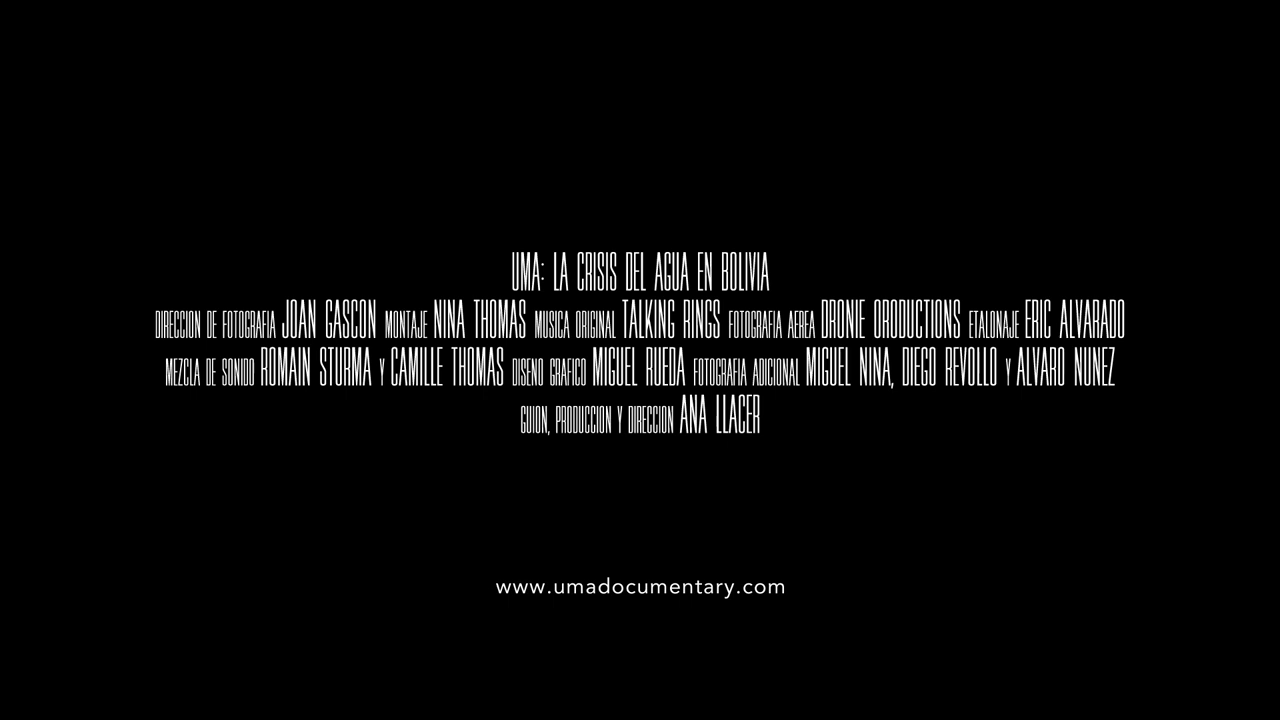 UMA: LA CRISIS DEL AGUA EN BOLIVIA
DIRECCION DE FOTOGRAFIA JOAN GASCON MONTAJE NINA THOMAS MUSICA ORIGINAL TALKING RINGS FOTOGRAFIA AEREA DRONIE ORODUCTIONS ETALONAJE ERIC ALVARADO
MEZCLA DE SONIDO ROMAIN STURMA Y CAMILLE THOMAS DISENO GRAFICO MIGUEL RUEDA FOTOGRAFIA ADICIONAL MIGUEL NINA, DIEGO REVOLLO Y ALVARO NUNEZ
GUION, PRODUCCION Y DIRECCION ANA LLACER
www.umadocumentary.com